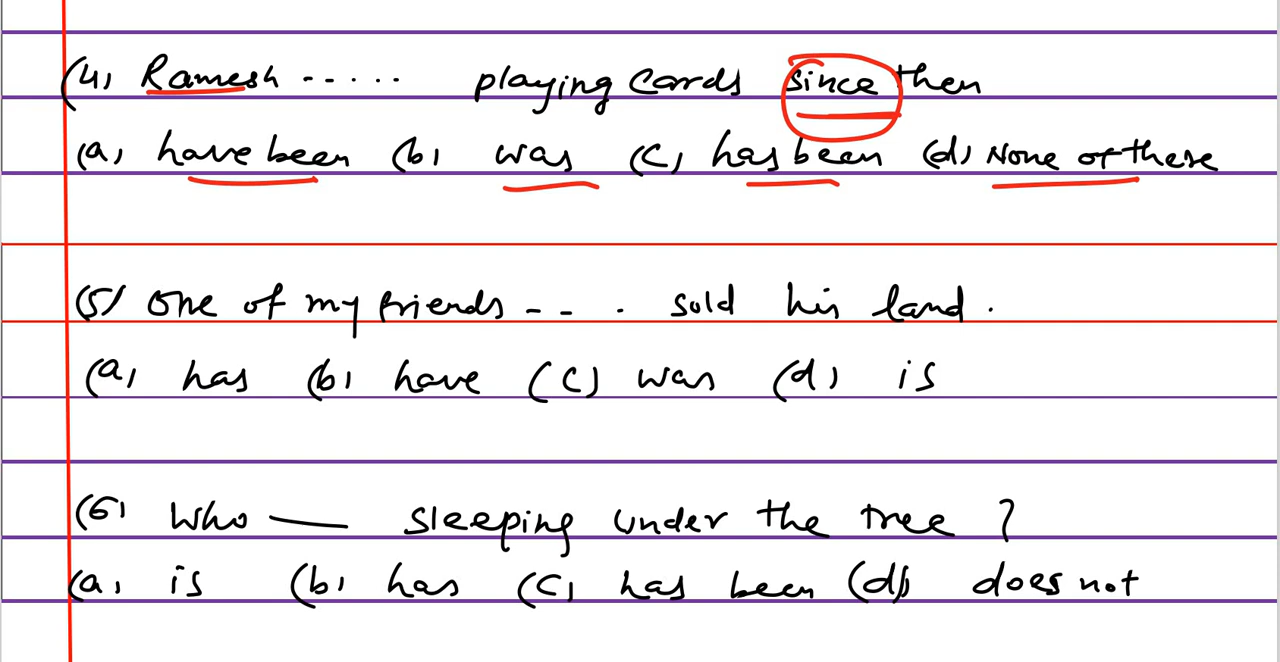 (4) Ramesh ...... playing cards since then
(a) have been (b) was (c) has been (d) None of these
(5) One of my friends -- . sold his land .
(a) has (b) have (c) was (d) is
(6) Who — sleeping under the tree ?
(a) is (b) has (c) has been (d) does not